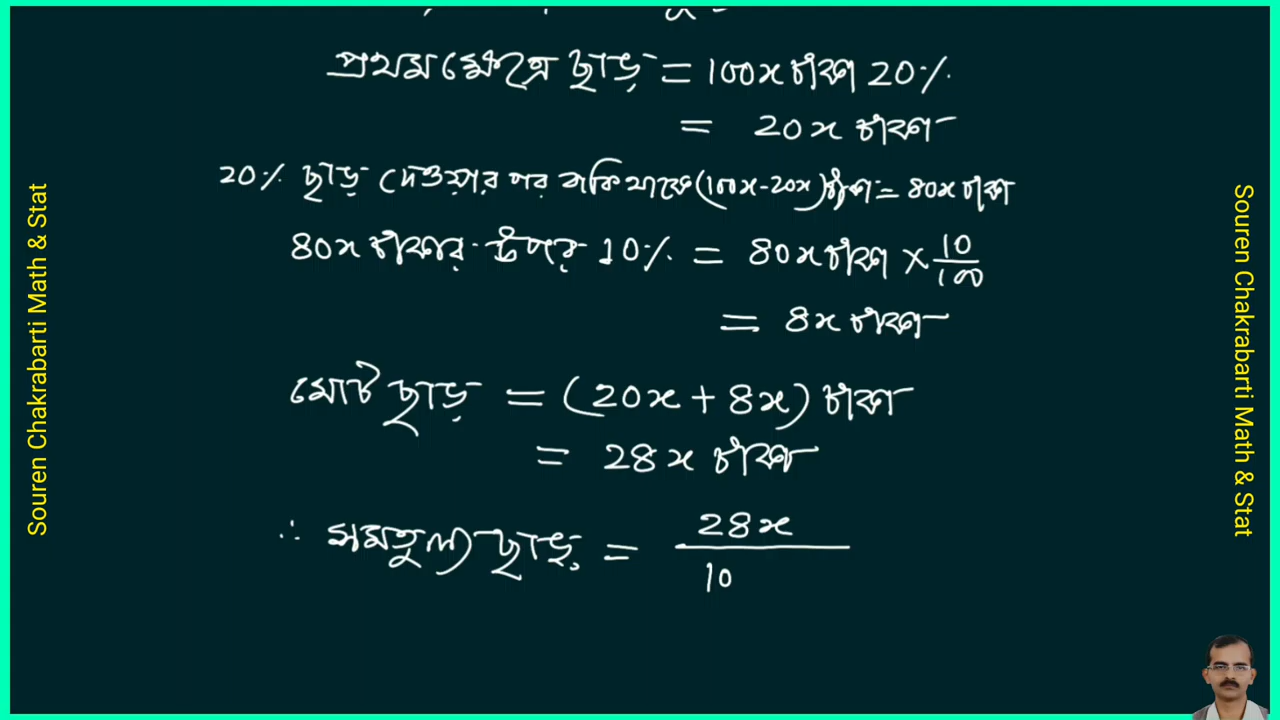 প্রথম ক্ষেত্রে ছাড় = 100x টাকার 20%
= 20x টাকা
20% ছাড় দেওয়ার পর বাকি থাকে (100x-20x) টাকা = 80x টাকা
80x টাকার উপর 10% = 80x টাকা × 10/100
= 8x টাকা
মোট ছাড় = (20x + 8x) টাকা
= 28x টাকা
∴ সমতুল্য ছাড় = 28x
10
Souren Chakrabarti Math & Stat
Souren Chakrabarti Math & Stat